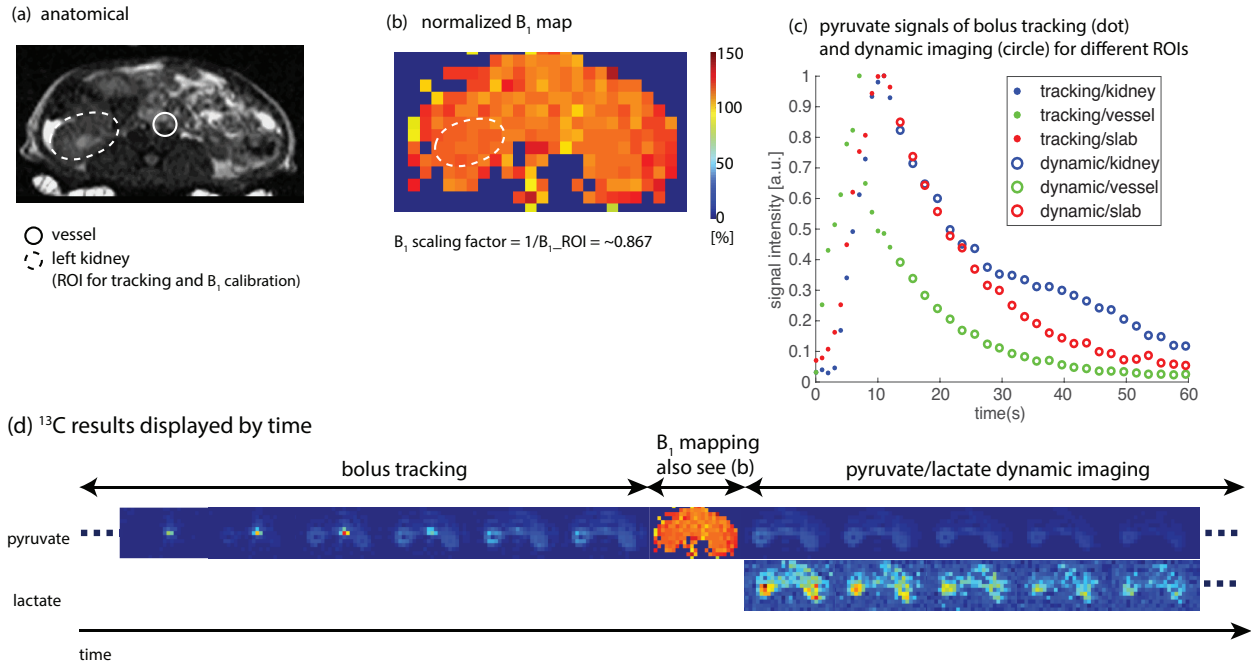 (a) anatomical
vessel
left kidney
(ROI for tracking and B₁ calibration)
(b) normalized B₁ map
150
100
50
0
[%]
B₁ scaling factor = 1/B₁_ROI = ~0.867
(c) pyruvate signals of bolus tracking (dot)
and dynamic imaging (circle) for different ROIs
signal intensity [a.u.]
1
0.9
0.8
0.7
0.6
0.5
0.4
0.3
0.2
0.1
0
0 10 20 30 40 50 60
time(s)
tracking/kidney
tracking/vessel
tracking/slab
dynamic/kidney
dynamic/vessel
dynamic/slab
(d) ¹³C results displayed by time
bolus tracking
B₁ mapping
also see (b)
pyruvate/lactate dynamic imaging
pyruvate
lactate
time